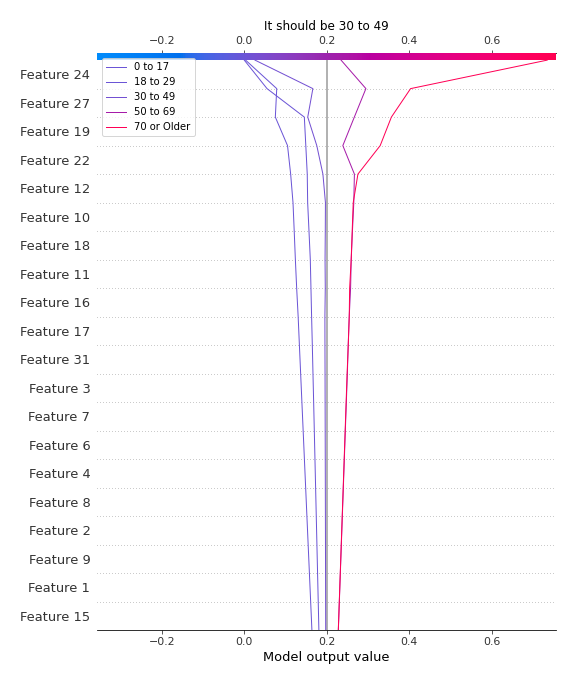 It should be 30 to 49
−0.2 0.0 0.2 0.4 0.6
0 to 17
18 to 29
30 to 49
50 to 69
70 or Older
Feature 24
Feature 27
Feature 19
Feature 22
Feature 12
Feature 10
Feature 18
Feature 11
Feature 16
Feature 17
Feature 31
Feature 3
Feature 7
Feature 6
Feature 4
Feature 8
Feature 2
Feature 9
Feature 1
Feature 15
−0.2 0.0 0.2 0.4 0.6
Model output value